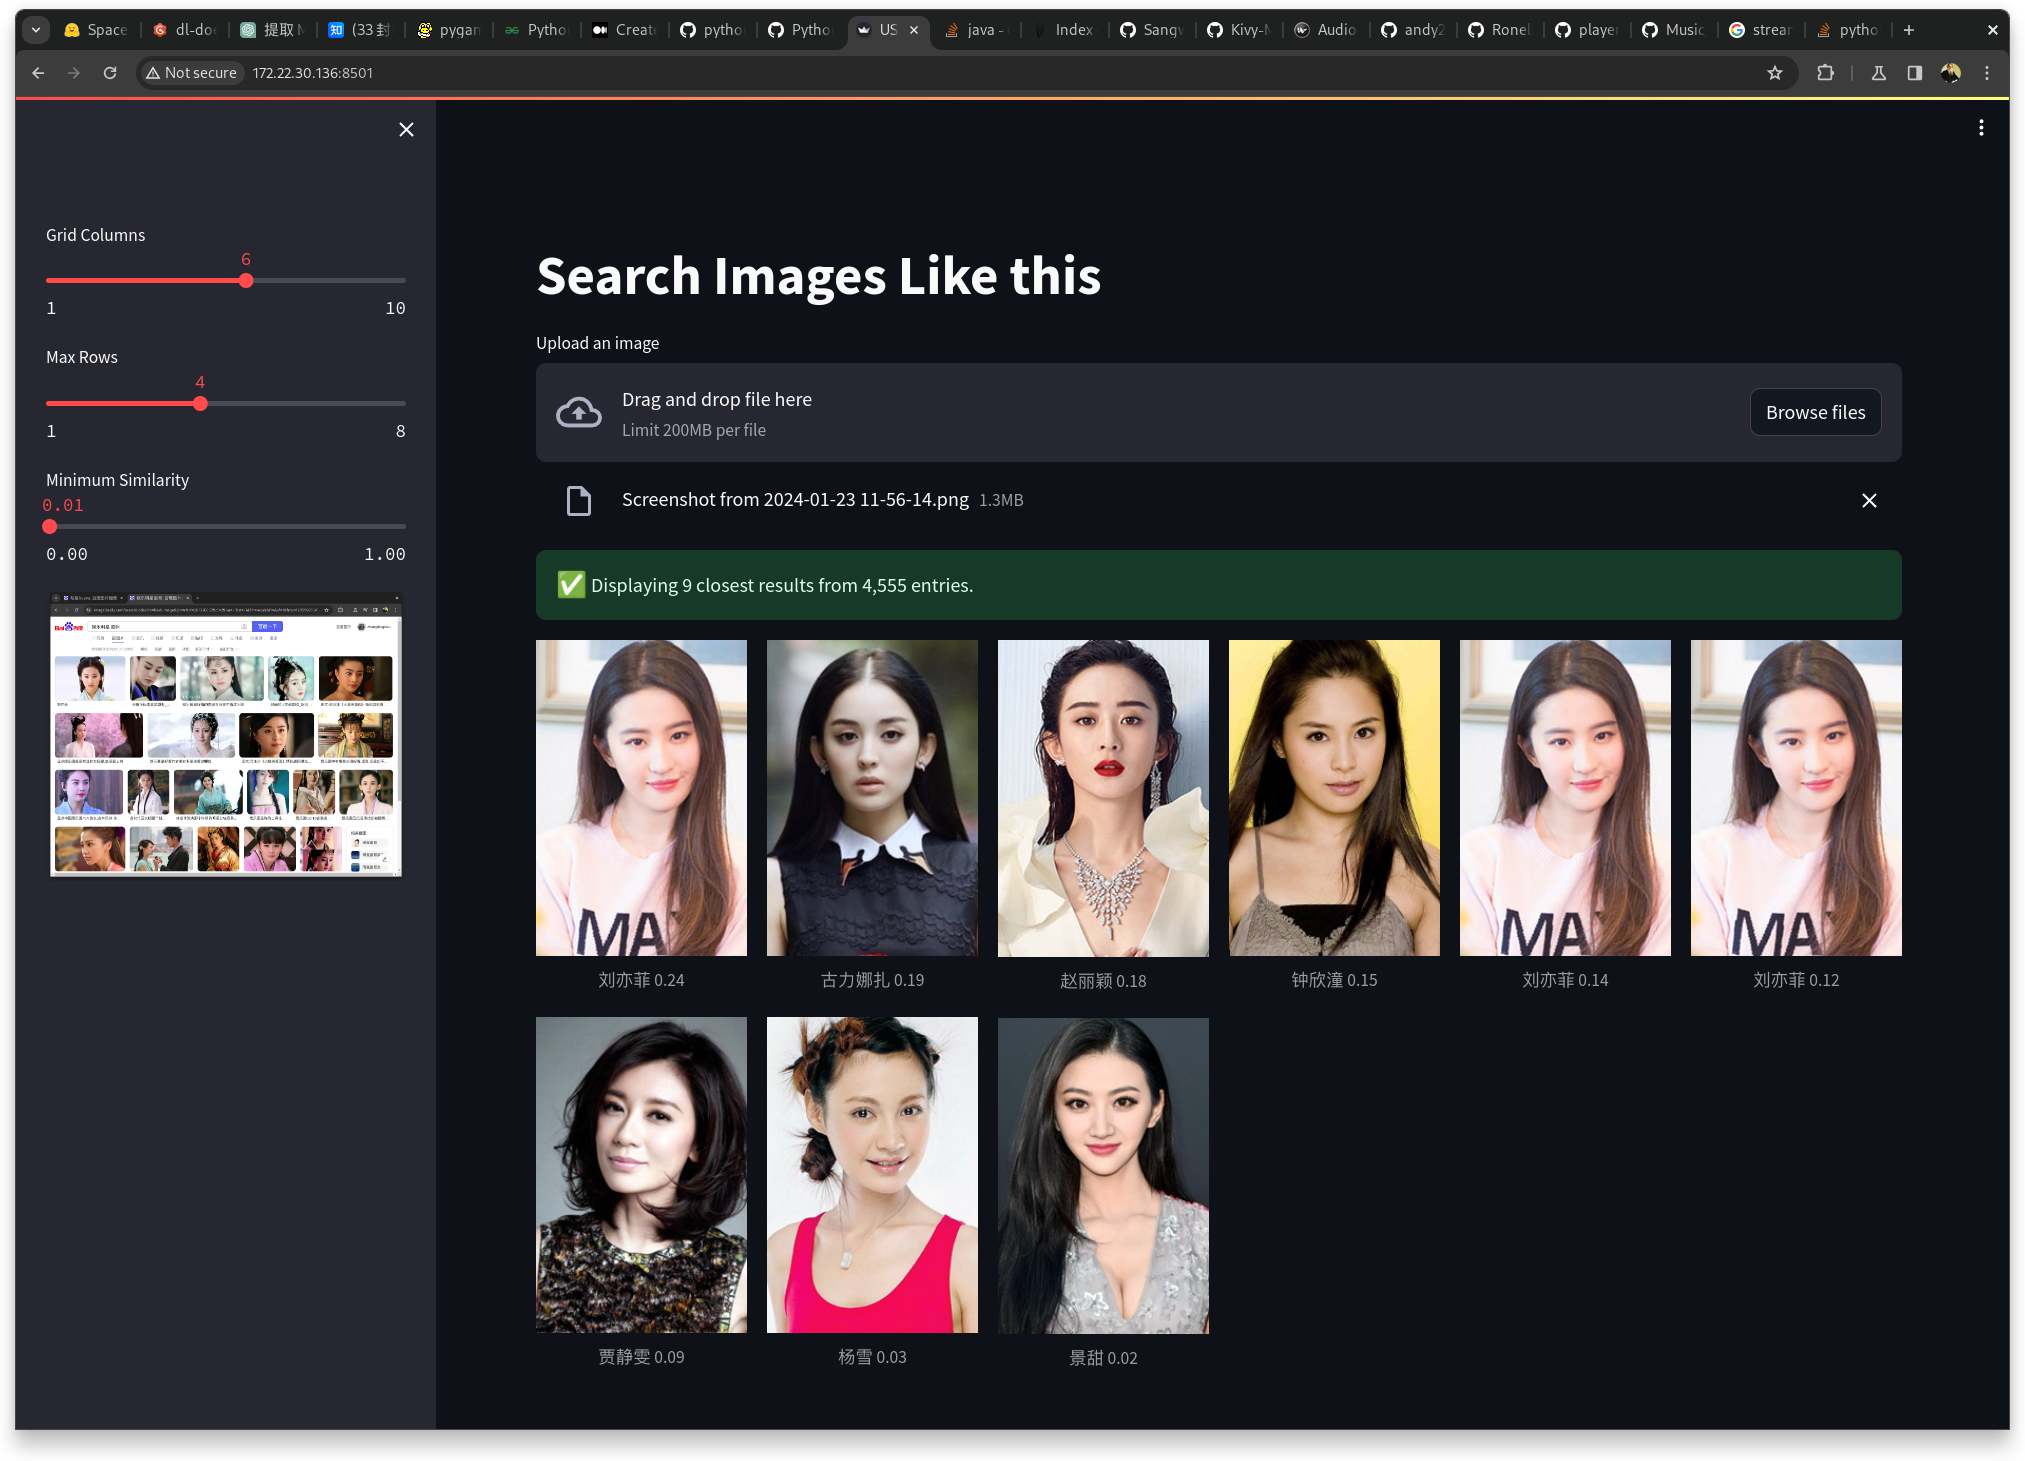 Space
dl-doe
提取 M
(33 封
pygam
Pytho
Create
pytho
Pytho
US
java -
Index
Sangv
Kivy-M
Audio
andy2
Ronel
player
Music
strear
pytho
Not secure
172.22.30.136:8501
Grid Columns
6
1 10
Max Rows
4
1 8
Minimum Similarity
0.01
0.00 1.00
Search Images Like this
Upload an image
Drag and drop file here
Limit 200MB per file
Browse files
Screenshot from 2024-01-23 11-56-14.png 1.3MB
Displaying 9 closest results from 4,555 entries.
MA
MA
MA
刘亦菲 0.24
古力娜扎 0.19
赵丽颖 0.18
钟欣潼 0.15
刘亦菲 0.14
刘亦菲 0.12
贾静雯 0.09
杨雪 0.03
景甜 0.02